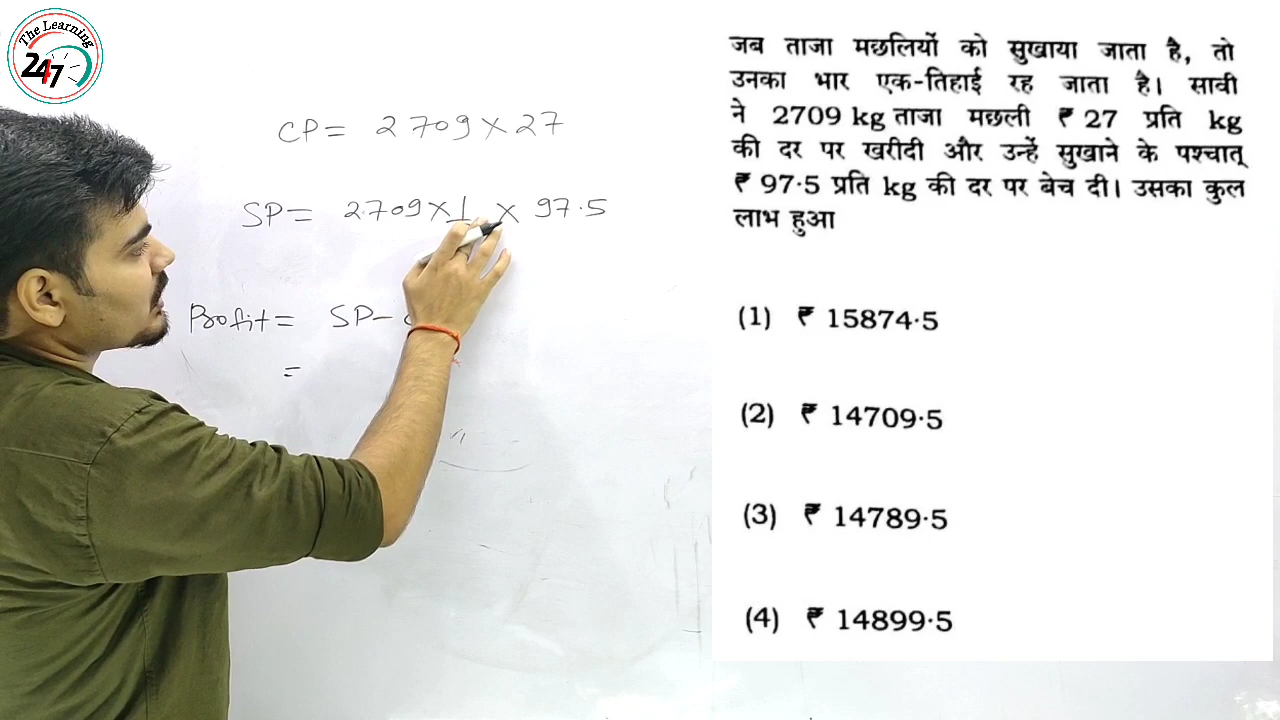 The Learning
247
CP = 2709 × 27
SP = 2709 × 1 × 97.5
Profit = SP -
=
जब ताजा मछलियों को सुखाया जाता है, तो
उनका भार एक-तिहाई रह जाता है। सावी
ने 2709 kg ताजा मछली ₹ 27 प्रति kg
की दर पर खरीदी और उन्हें सुखाने के पश्चात्
₹ 97·5 प्रति kg की दर पर बेच दी। उसका कुल
लाभ हुआ
(1) ₹ 15874·5
(2) ₹ 14709·5
(3) ₹ 14789·5
(4) ₹ 14899·5